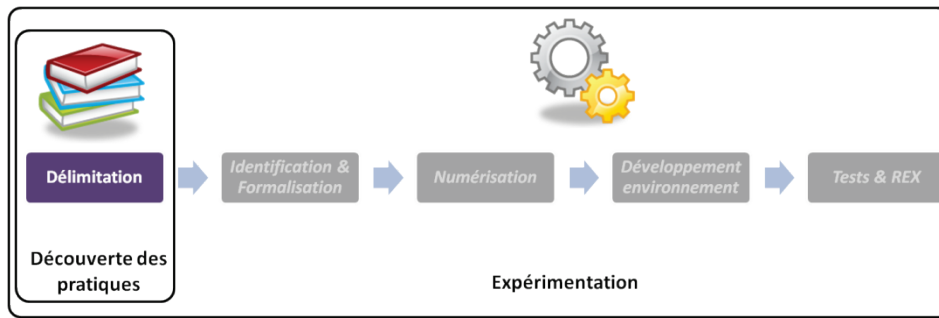 Délimitation
Identification &
Formalisation
Numérisation
Développement
environnement
Tests & REX
Découverte des
pratiques
Expérimentation